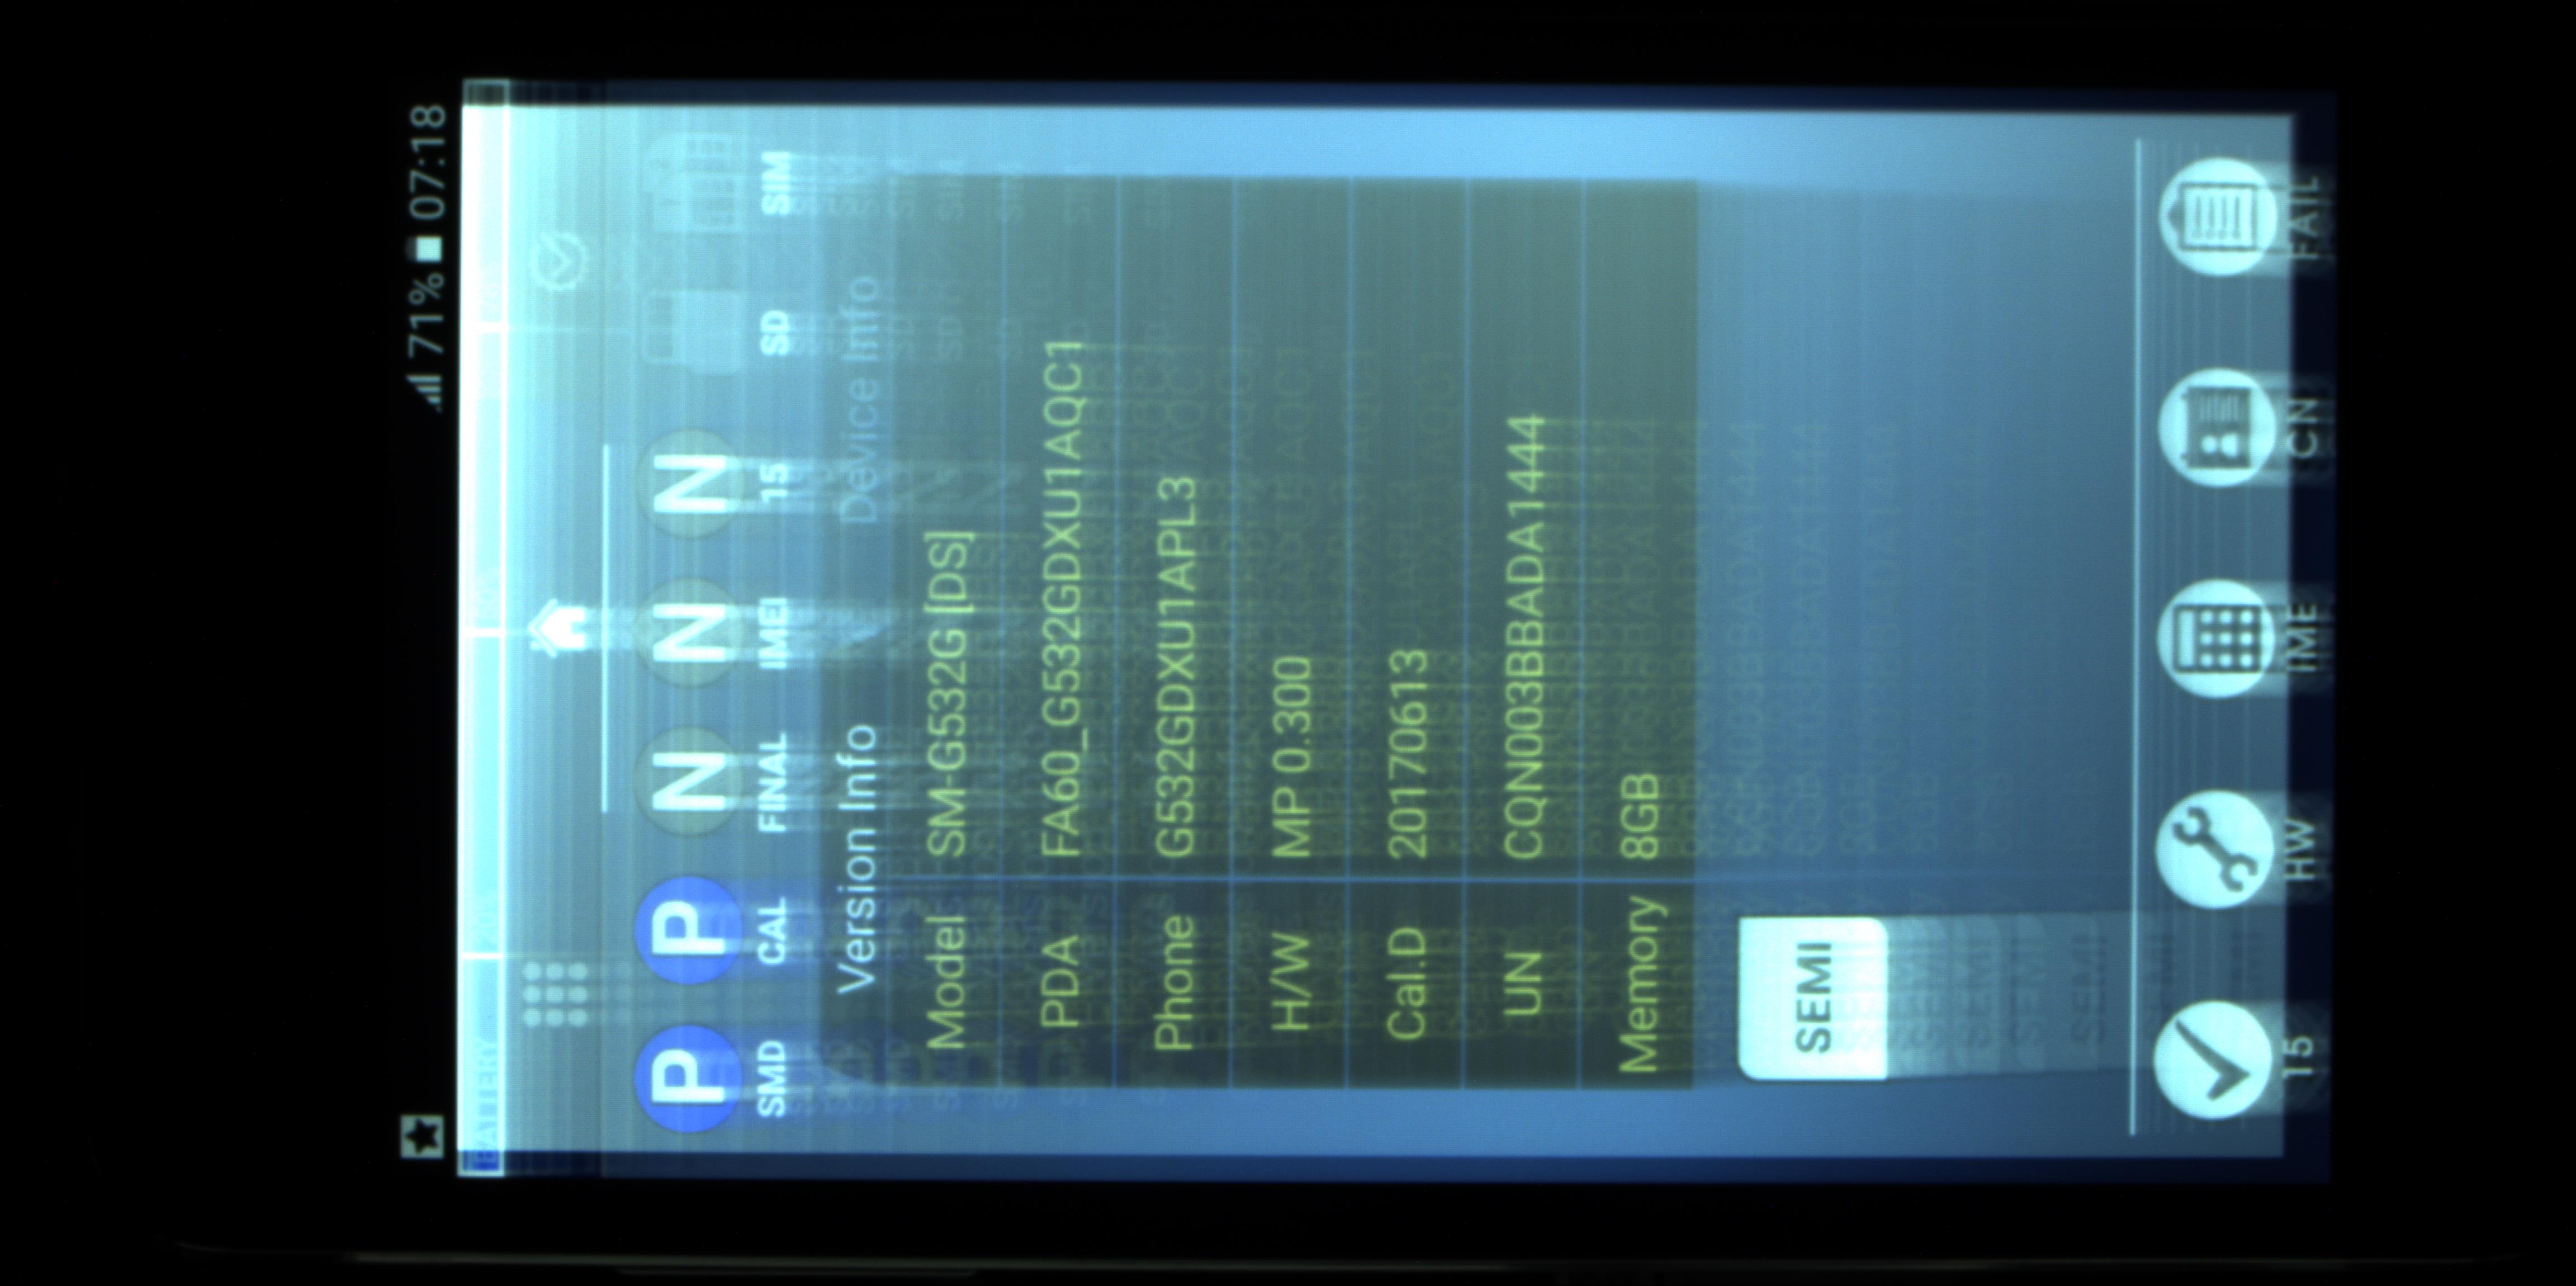 71% 07:18
BATTERY
SMD CAL FINAL IMEI 15 SD SIM
P P N N N
Version Info Device Info
Model SM-G532G [DS]
PDA FA60_G532GDXU1AQC1
Phone G532GDXU1APL3
H/W MP 0.300
Cal.D 20170613
UN CQN003BBADA1444
Memory 8GB
SEMI
15 HW IME CN FAIL